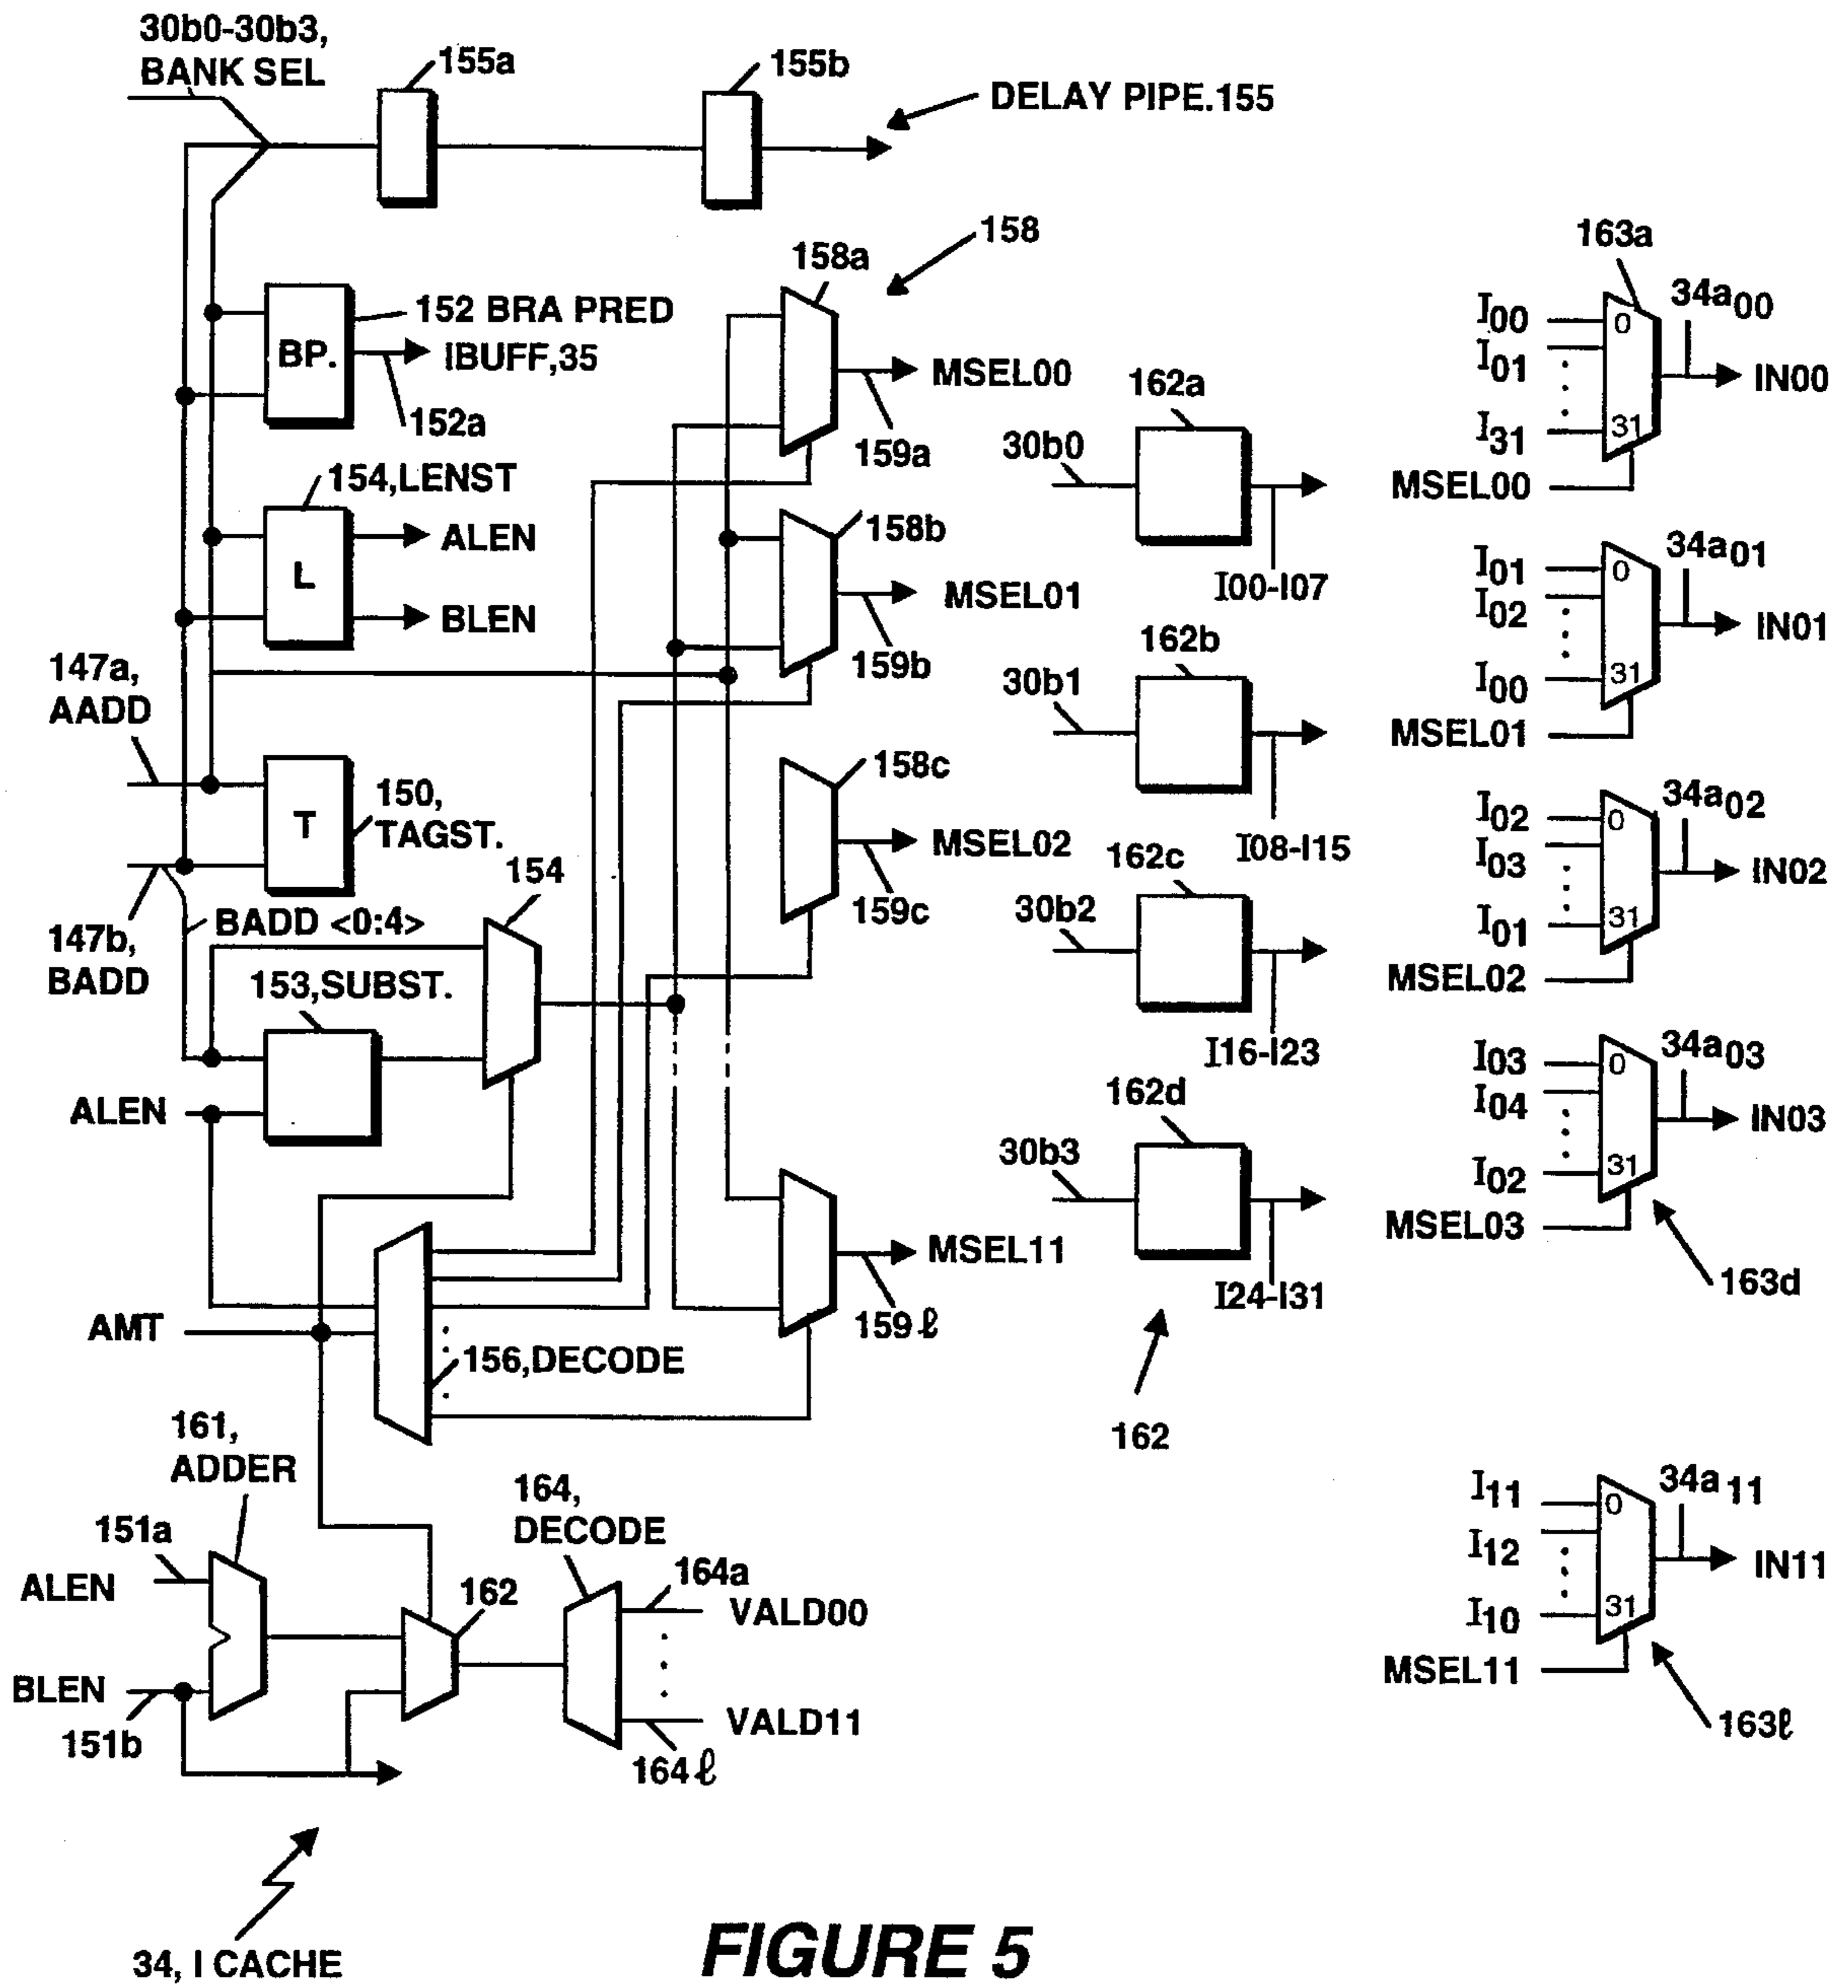 30b0-30b3,
BANK SEL
155a
155b
DELAY PIPE.155
158
158a
163a
BP.
152 BRA PRED
IBUFF,35
152a
MSEL00
159a
154,LENST
L
ALEN
BLEN
158b
MSEL01
159b
147a,
AADD
T
150,
TAGST.
158c
MSEL02
159c
147b,
BADD
BADD <0:4>
154
153,SUBST.
ALEN
MSEL11
159ℓ
AMT
156,DECODE
161,
ADDER
151a
ALEN
BLEN
151b
162
164,
DECODE
164a
VALD00
VALD11
164ℓ
162a
30b0
I00-I07
162b
30b1
I08-I15
162c
30b2
I16-I23
162d
30b3
I24-I31
162
I00
I01
I31
0
31
34a00
IN00
MSEL00
I01
I02
I00
0
31
34a01
IN01
MSEL01
I02
I03
I01
0
31
34a02
IN02
MSEL02
I03
I04
I02
0
31
34a03
IN03
MSEL03
163d
I11
I12
I10
0
31
34a11
IN11
MSEL11
163ℓ
34, I CACHE
FIGURE 5